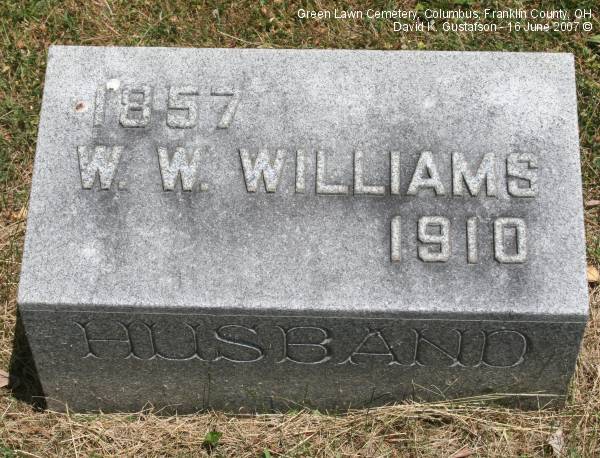 Green Lawn Cemetery, Columbus, Franklin County, OH
David K. Gustafson - 16 June 2007 ©
1857
W. W. WILLIAMS
1910
HUSBAND